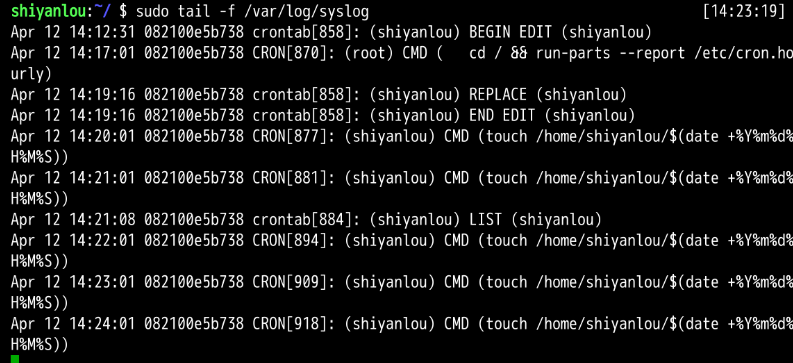 shiyanlou:~/ $ sudo tail -f /var/log/syslog [14:23:19]
Apr 12 14:12:31 082100e5b738 crontab[858]: (shiyanlou) BEGIN EDIT (shiyanlou)
Apr 12 14:17:01 082100e5b738 CRON[870]: (root) CMD (   cd / && run-parts --report /etc/cron.ho
urly)
Apr 12 14:19:16 082100e5b738 crontab[858]: (shiyanlou) REPLACE (shiyanlou)
Apr 12 14:19:16 082100e5b738 crontab[858]: (shiyanlou) END EDIT (shiyanlou)
Apr 12 14:20:01 082100e5b738 CRON[877]: (shiyanlou) CMD (touch /home/shiyanlou/$(date +%Y%m%d%
H%M%S))
Apr 12 14:21:01 082100e5b738 CRON[881]: (shiyanlou) CMD (touch /home/shiyanlou/$(date +%Y%m%d%
H%M%S))
Apr 12 14:21:08 082100e5b738 crontab[884]: (shiyanlou) LIST (shiyanlou)
Apr 12 14:22:01 082100e5b738 CRON[894]: (shiyanlou) CMD (touch /home/shiyanlou/$(date +%Y%m%d%
H%M%S))
Apr 12 14:23:01 082100e5b738 CRON[909]: (shiyanlou) CMD (touch /home/shiyanlou/$(date +%Y%m%d%
H%M%S))
Apr 12 14:24:01 082100e5b738 CRON[918]: (shiyanlou) CMD (touch /home/shiyanlou/$(date +%Y%m%d%
H%M%S))